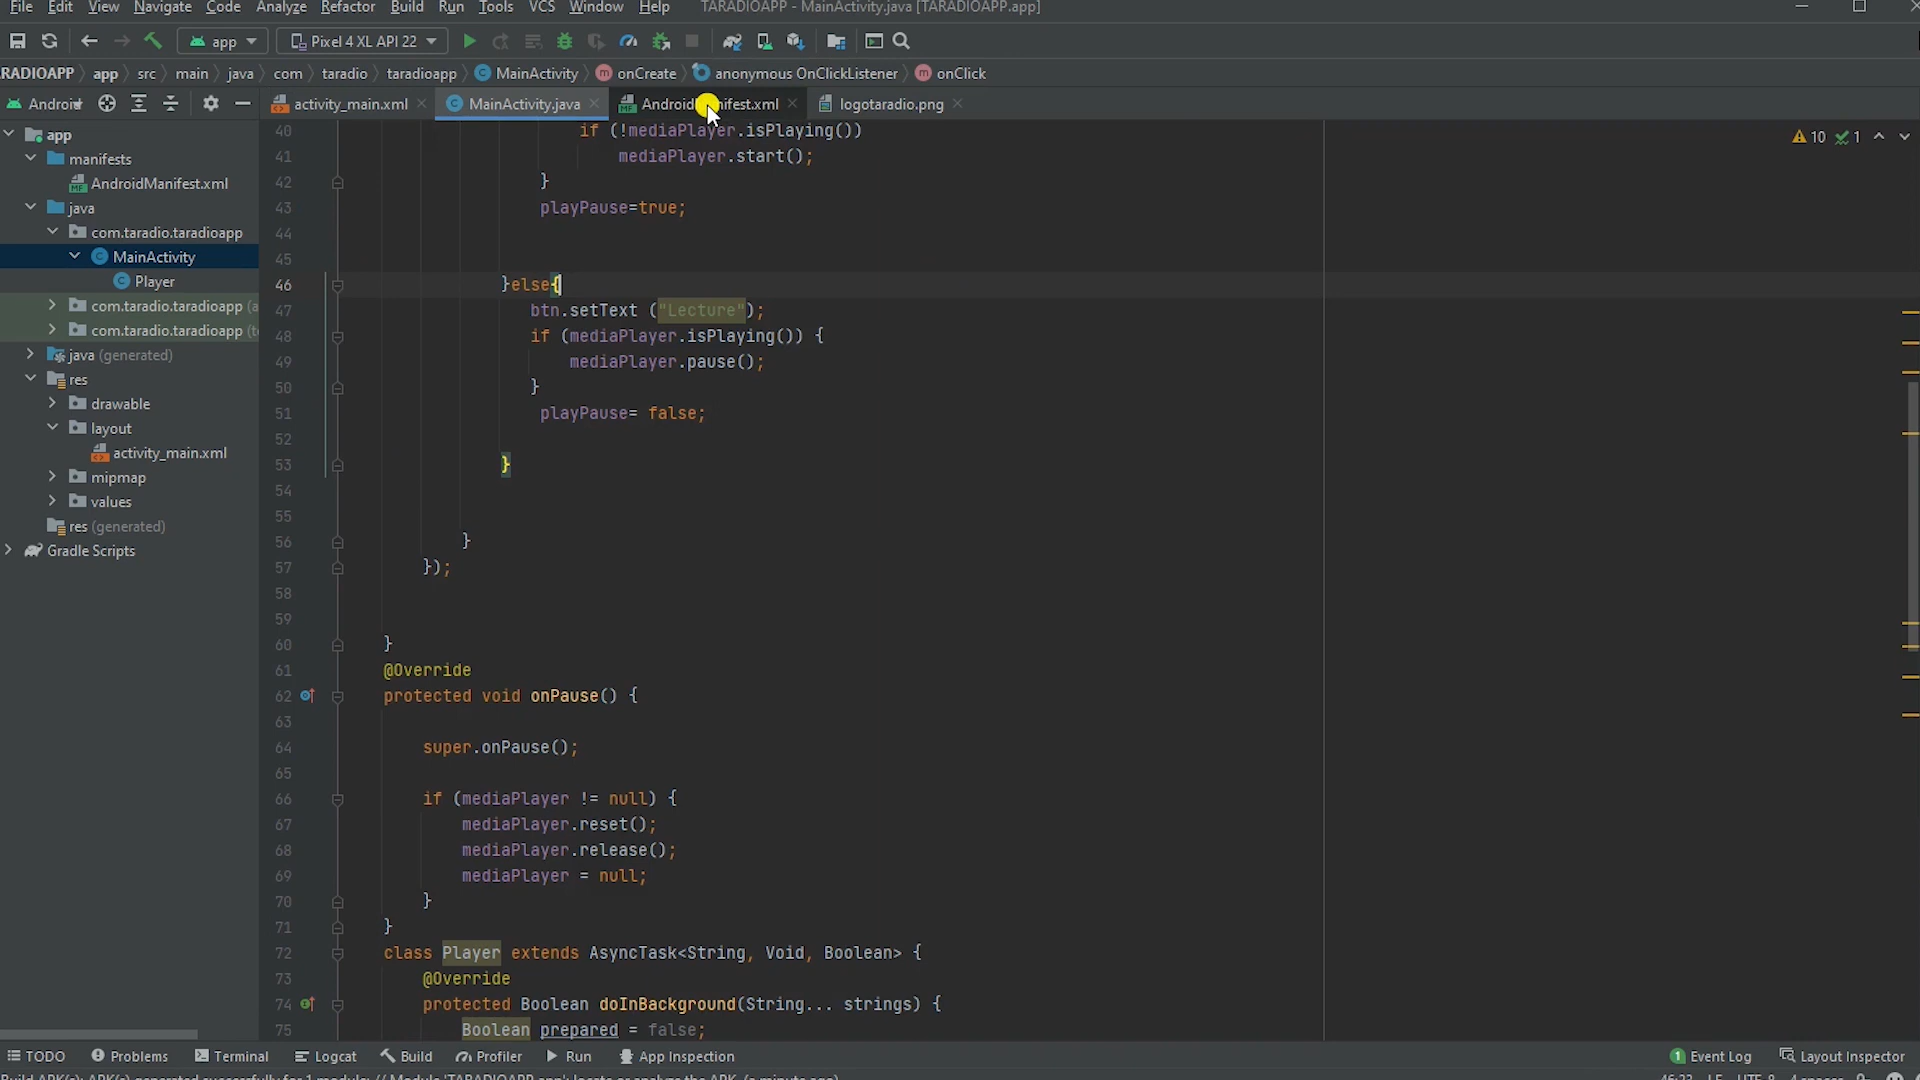 File Edit View Navigate Code Analyze Refactor Build Run Tools VCS Window Help TARADIOAPP - MainActivity.java [TARADIOAPP.app]
app Pixel 4 XL API 22
RADIOAPP app src main java com taradio taradioapp MainActivity onCreate anonymous OnClickListener onClick
Android activity_main.xml MainActivity.java logotaradio.png
app
manifests
AndroidManifest.xml
java
com.taradio.taradioapp
MainActivity
Player
com.taradio.taradioapp (a
com.taradio.taradioapp (t
java (generated)
res
drawable
layout
activity_main.xml
mipmap
values
res (generated)
Gradle Scripts
10 1
40 if (!mediaPlayer.isPlaying())
41 mediaPlayer.start();
42 }
43 playPause=true;
44
45
46 }else{
47 btn.setText ("Lecture");
48 if (mediaPlayer.isPlaying()) {
49 mediaPlayer.pause();
50 }
51 playPause= false;
52
53 }
54
55
56 }
57 });
58
59
60 }
61 @Override
62 protected void onPause() {
63
64 super.onPause();
65
66 if (mediaPlayer != null) {
67 mediaPlayer.reset();
68 mediaPlayer.release();
69 mediaPlayer = null;
70 }
71 }
72 class Player extends AsyncTask<String, Void, Boolean> {
73 @Override
74 protected Boolean doInBackground(String... strings) {
75 Boolean prepared = false;
TODO Problems Terminal Logcat Build Profiler Run App Inspection 1 Event Log Layout Inspector